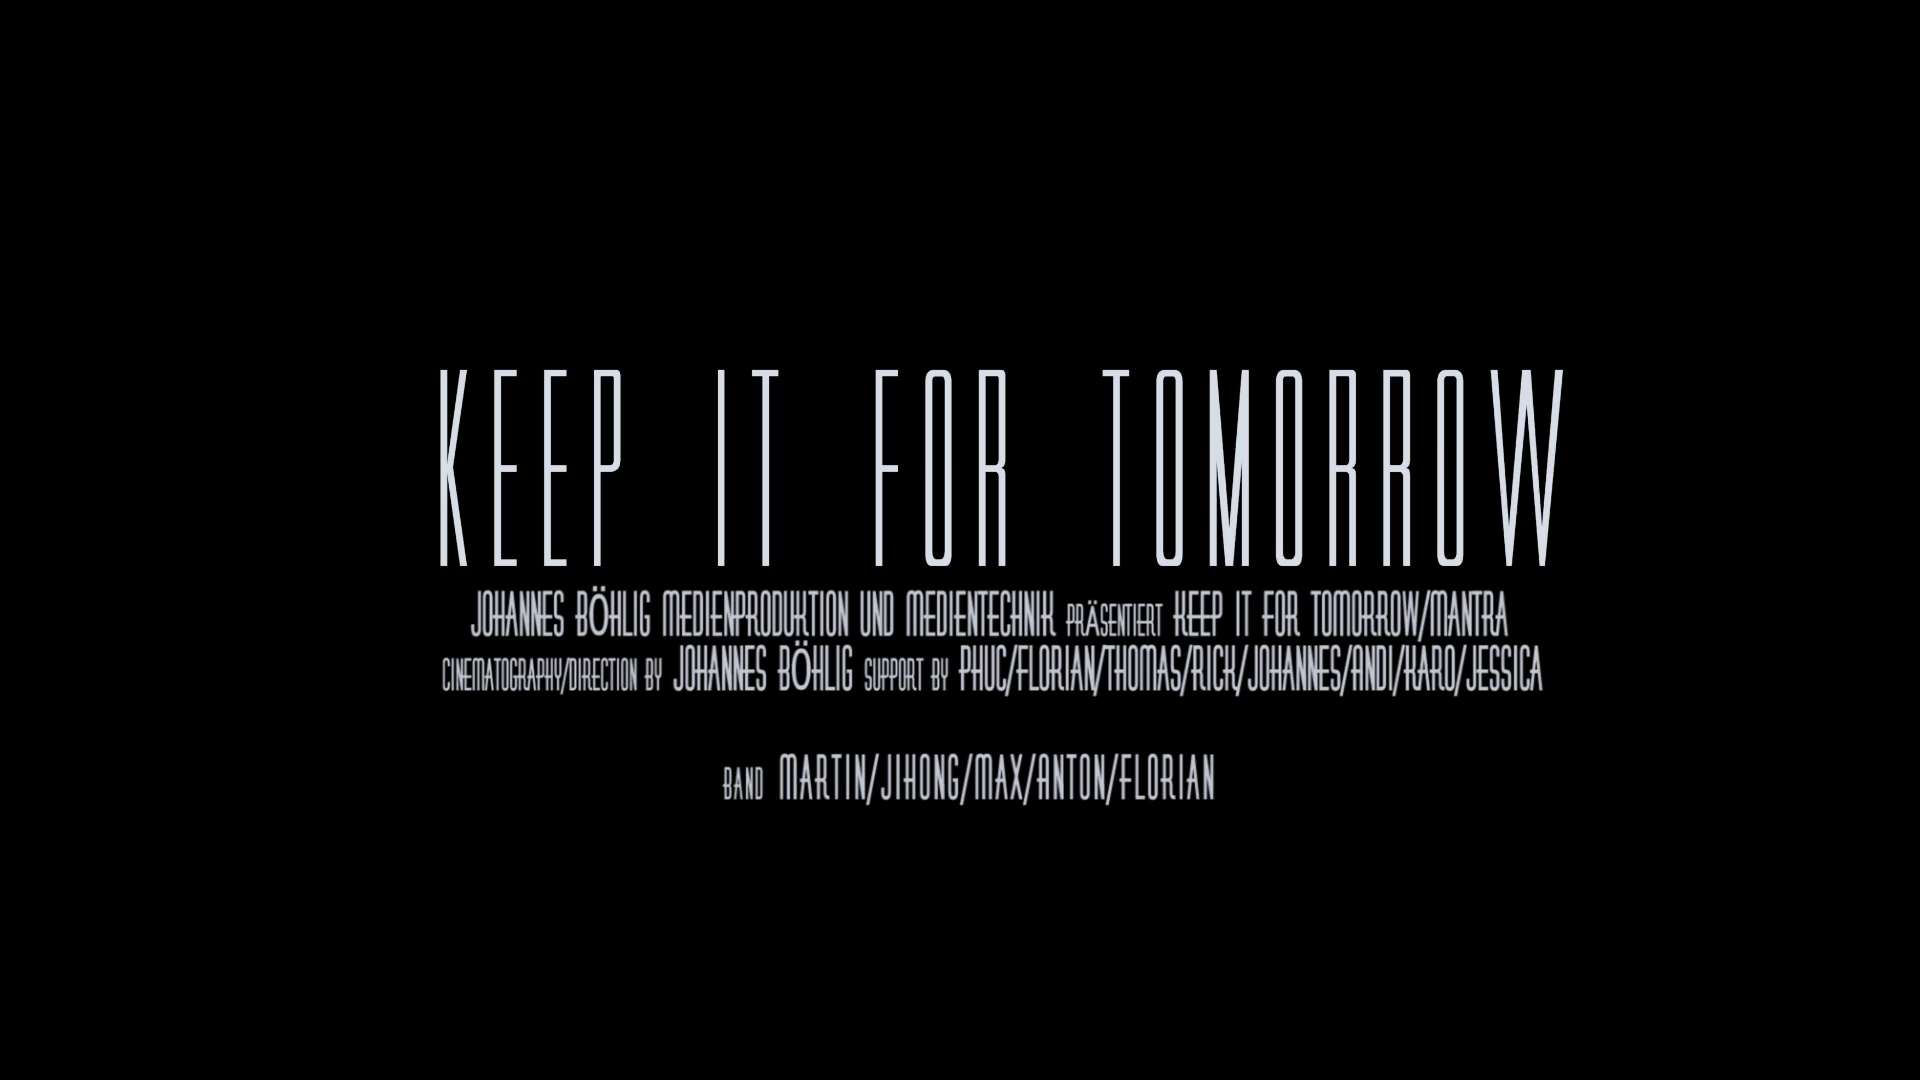 KEEP IT FOR TOMORROW
JOHANNES BÖHLIG MEDIENPRODUKTION UND MEDIENTECHNIK PRÄSENTIERT KEEP IT FOR TOMORROW/MANTRA
CINEMATOGRAPHY/DIRECTION BY JOHANNES BÖHLIG SUPPORT BY PHUC/FLORIAN/THOMAS/RICK/JOHANNES/ANDI/KARO/JESSICA
BAND MARTIN/JIHONG/MAX/ANTON/FLORIAN